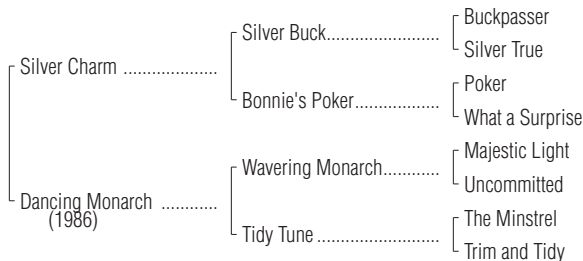 Buckpasser
Silver Buck
Silver True
Silver Charm
Poker
Bonnie's Poker
What a Surprise
Majestic Light
Wavering Monarch
Uncommitted
Dancing Monarch
(1986)
The Minstrel
Tidy Tune
Trim and Tidy